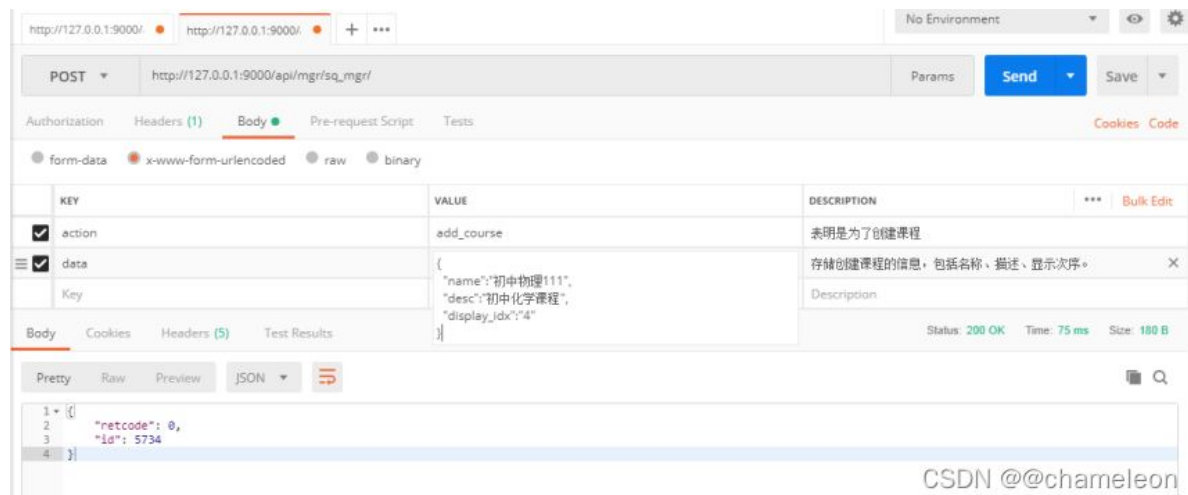 No Environment
http://127.0.0.1:9000/ http://127.0.0.1:9000/. + •••
POST http://127.0.0.1:9000/api/mgr/sq_mgr/ Params Send Save
Authorization Headers (1) Body Pre-request Script Tests Cookies Code
form-data x-www-form-urlencoded raw binary
KEY VALUE DESCRIPTION ••• Bulk Edit
action add_course 表明是为了创建课程
data { 存储创建课程的信息，包括名称、描述、显示次序。
"name":"初中物理111",
Key Description
"desc":"初中化学课程",
"display_idx":"4"
}
Body Cookies Headers (5) Test Results Status: 200 OK Time: 75 ms Size: 180 B
Pretty Raw Preview JSON
1 {
2 "retcode": 0,
3 "id": 5734
4 }
CSDN @@chameleon